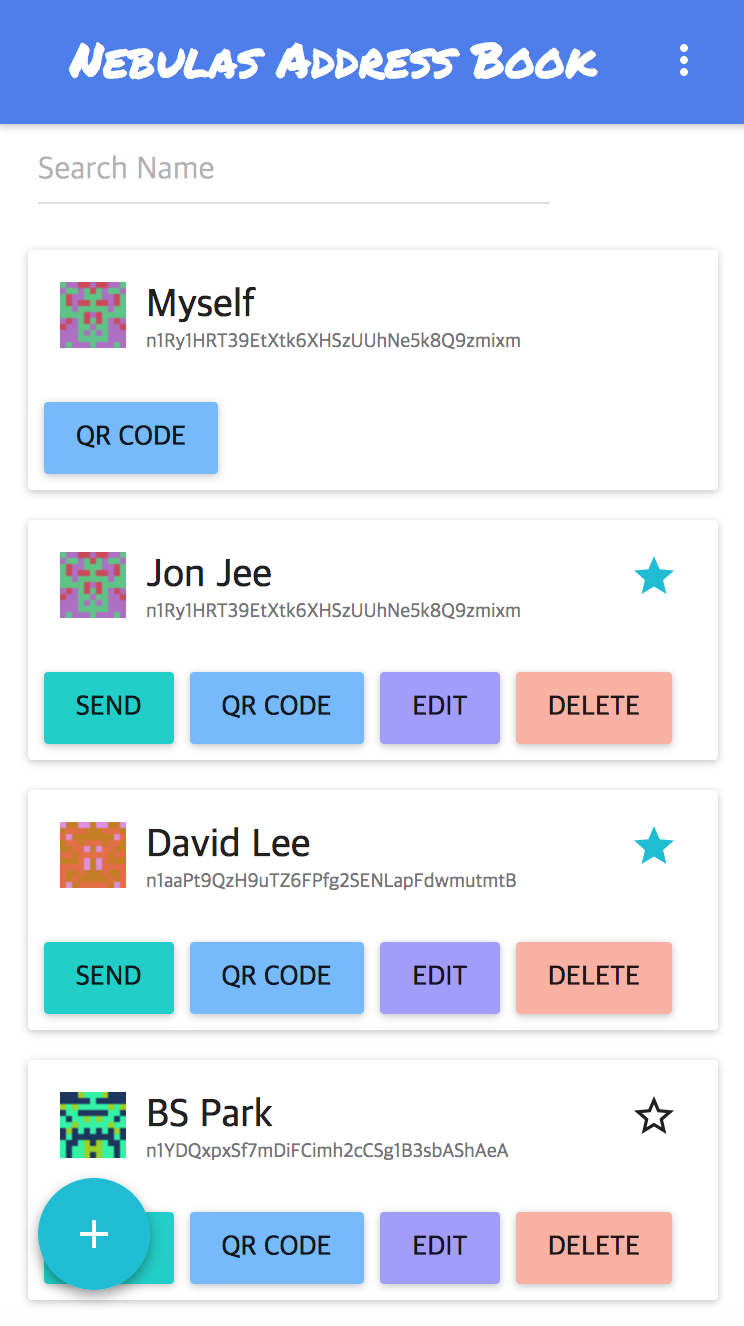 Nebulas Address Book
Search Name
Myself
n1Ry1HRT39EtXtk6XHSzUUhNe5k8Q9zmixm
QR CODE
Jon Jee
n1Ry1HRT39EtXtk6XHSzUUhNe5k8Q9zmixm
SEND QR CODE EDIT DELETE
David Lee
n1aaPt9QzH9uTZ6FPfg2SENLapFdwmutmtB
SEND QR CODE EDIT DELETE
BS Park
n1YDQxpxSf7mDiFCimh2cCSg1B3sbAShAeA
QR CODE EDIT DELETE